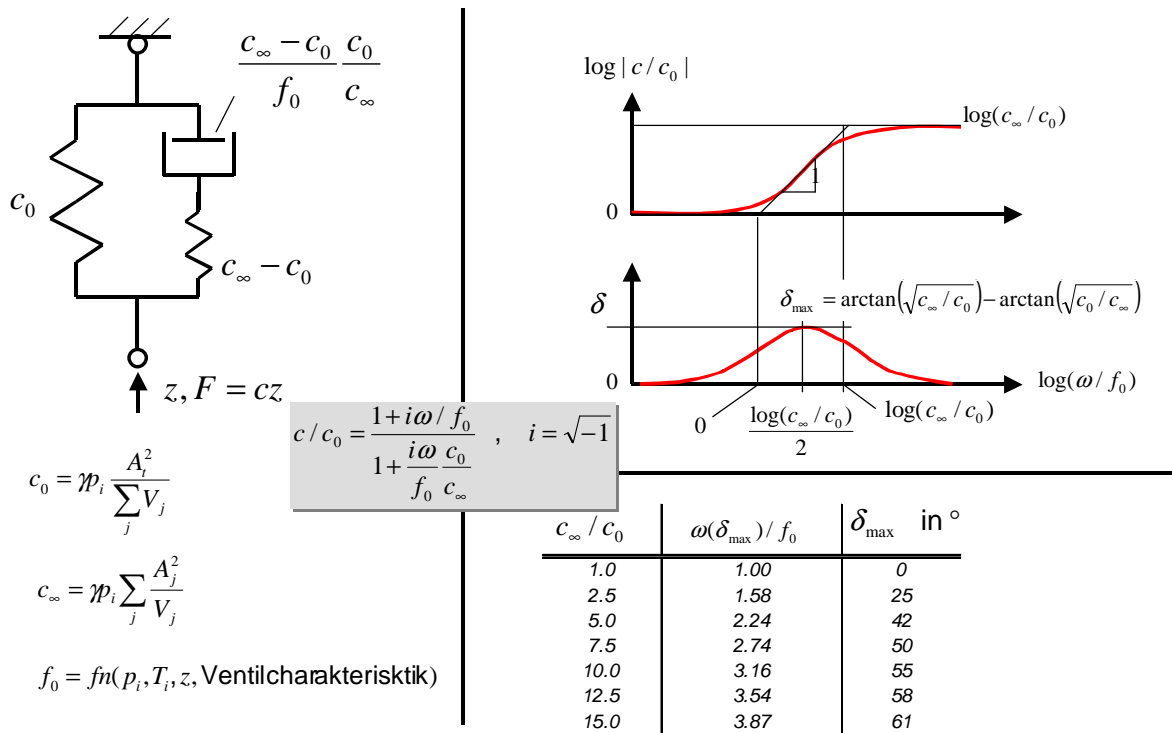 (c∞ − c₀)/f₀ · c₀/c∞
c₀
c∞ − c₀
z, F = cz
c₀ = γpᵢ Aₜ²/∑ⱼVⱼ
c∞ = γpᵢ ∑ⱼ Aⱼ²/Vⱼ
f₀ = fn(pᵢ, Tᵢ, z, Ventilcharakterisktik)
c/c₀ = (1 + iω/f₀)/(1 + (iω/f₀)(c₀/c∞)) , i = √−1
log | c/c₀ |
log(c∞/c₀)
1
0
δ
δmax = arctan(√(c∞/c₀)) − arctan(√(c₀/c∞))
0
log(ω/f₀)
0
log(c∞/c₀)/2
log(c∞/c₀)
c∞/c₀ ω(δmax)/f₀ δmax in °
1.0 1.00 0
2.5 1.58 25
5.0 2.24 42
7.5 2.74 50
10.0 3.16 55
12.5 3.54 58
15.0 3.87 61